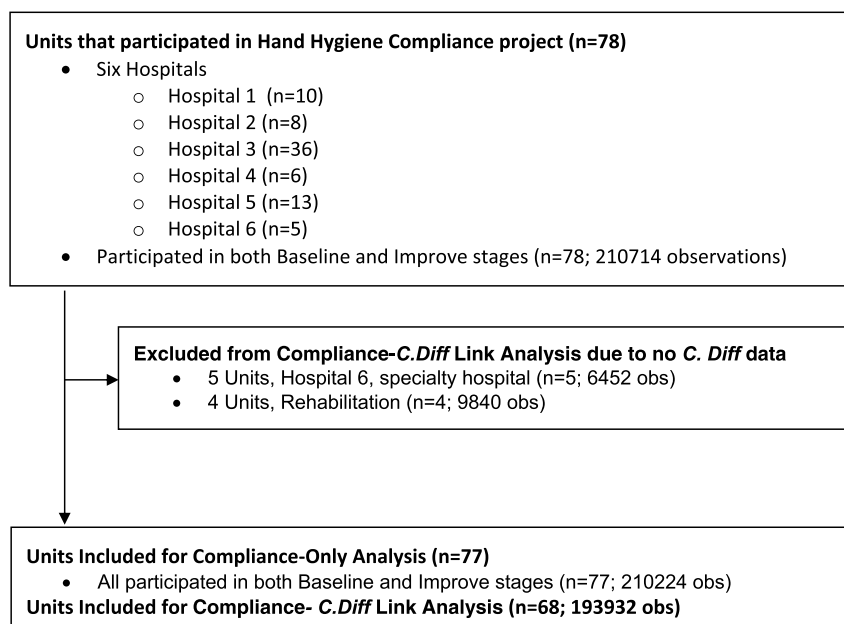 Units that participated in Hand Hygiene Compliance project (n=78)
• Six Hospitals
o Hospital 1 (n=10)
o Hospital 2 (n=8)
o Hospital 3 (n=36)
o Hospital 4 (n=6)
o Hospital 5 (n=13)
o Hospital 6 (n=5)
• Participated in both Baseline and Improve stages (n=78; 210714 observations)
Excluded from Compliance-C.Diff Link Analysis due to no C. Diff data
• 5 Units, Hospital 6, specialty hospital (n=5; 6452 obs)
• 4 Units, Rehabilitation (n=4; 9840 obs)
Units Included for Compliance-Only Analysis (n=77)
• All participated in both Baseline and Improve stages (n=77; 210224 obs)
Units Included for Compliance- C.Diff Link Analysis (n=68; 193932 obs)